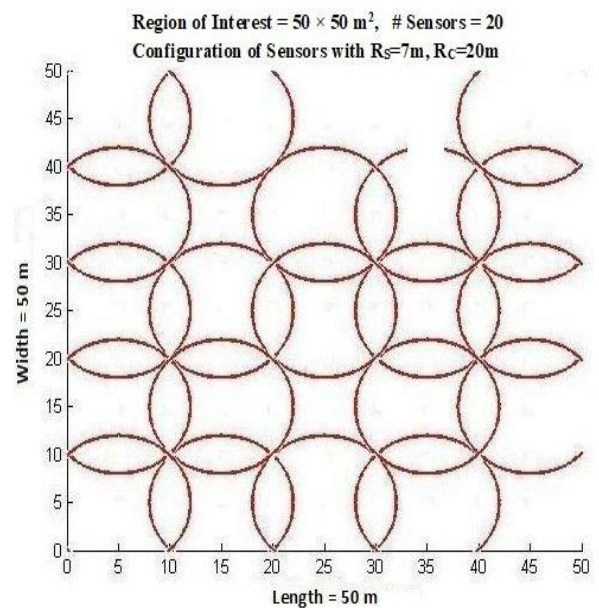 Region of Interest = 50 × 50 m², # Sensors = 20
Configuration of Sensors with Rs=7m, Rc=20m
50
45
40
35
30
25
20
15
10
5
0
Width = 50 m
0 5 10 15 20 25 30 35 40 45 50
Length = 50 m